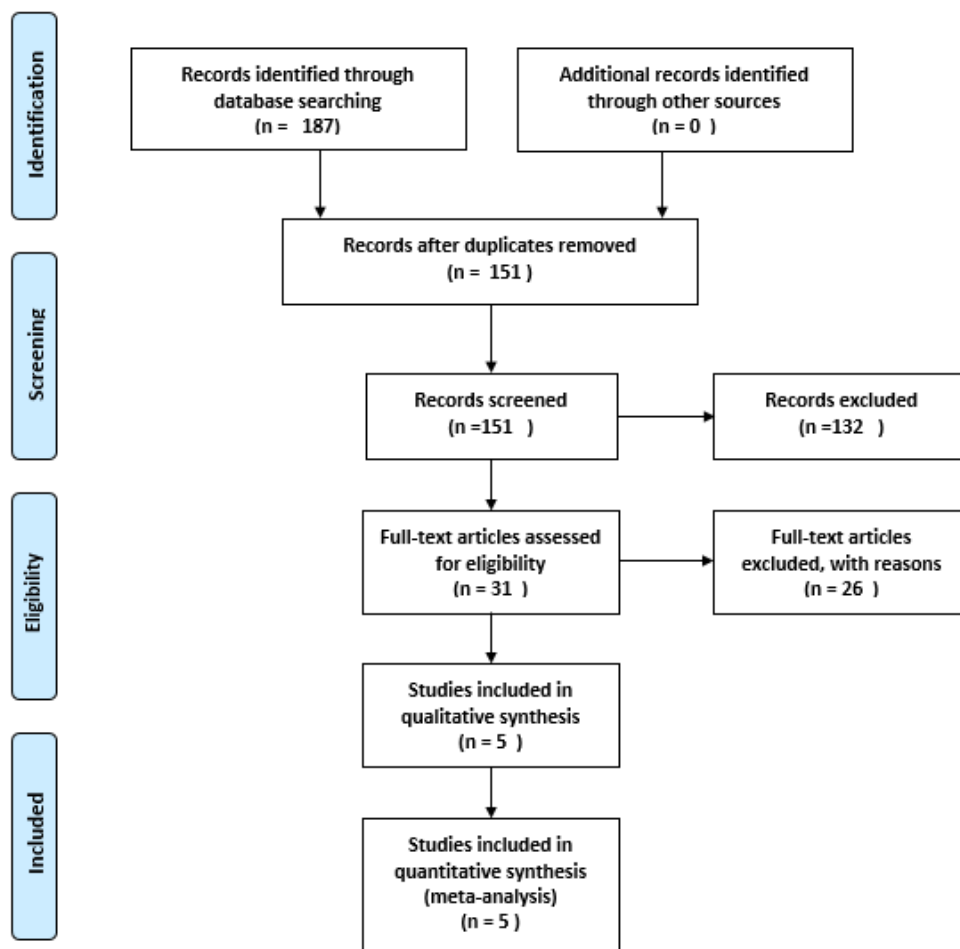 Identification
Records identified through
database searching
(n = 187)
Additional records identified
through other sources
(n = 0 )
Records after duplicates removed
(n = 151 )
Screening
Records screened
(n =151 )
Records excluded
(n =132 )
Eligibility
Full-text articles assessed
for eligibility
(n = 31 )
Full-text articles
excluded, with reasons
(n = 26 )
Studies included in
qualitative synthesis
(n = 5 )
Included
Studies included in
quantitative synthesis
(meta-analysis)
(n = 5 )